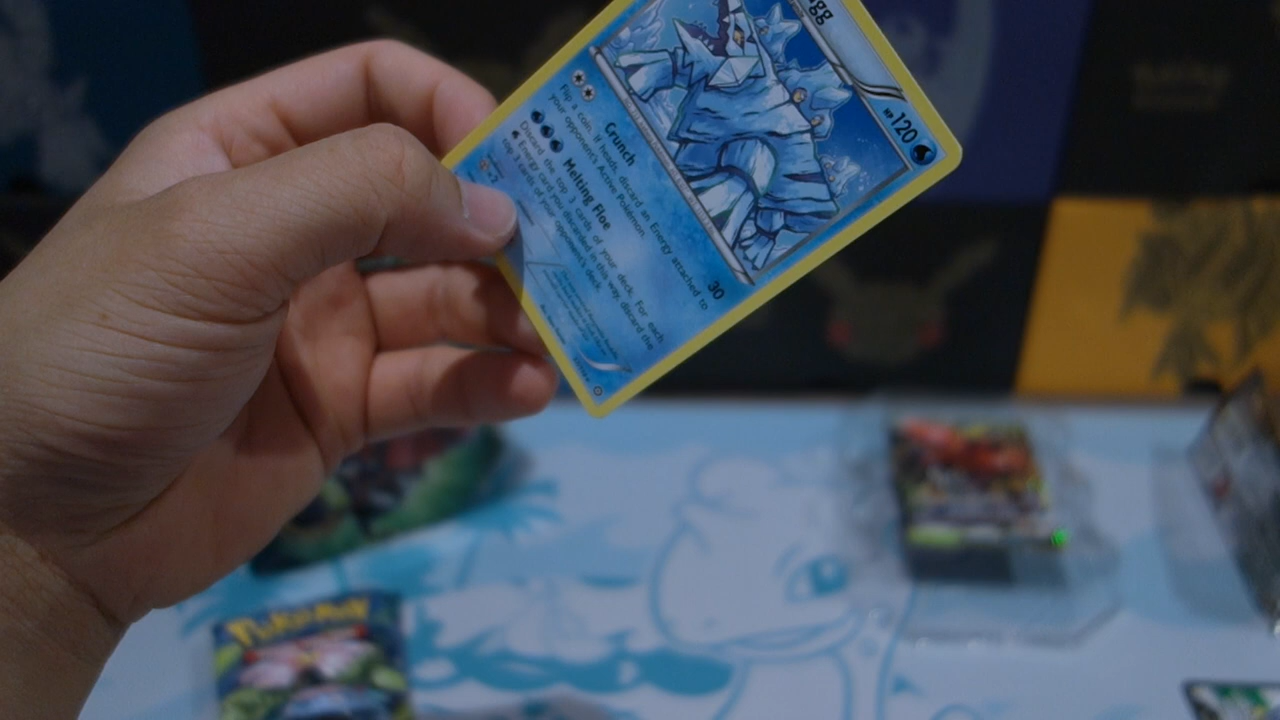 gg
HP 120
Crunch 30
Flip a coin. If heads, discard an Energy attached to
your opponent's Active Pokémon.
Melting Floe
Discard the top 3 cards of your deck. For each
Energy card you discarded in this way, discard the
top 3 cards of your opponent's deck.
POKéMON